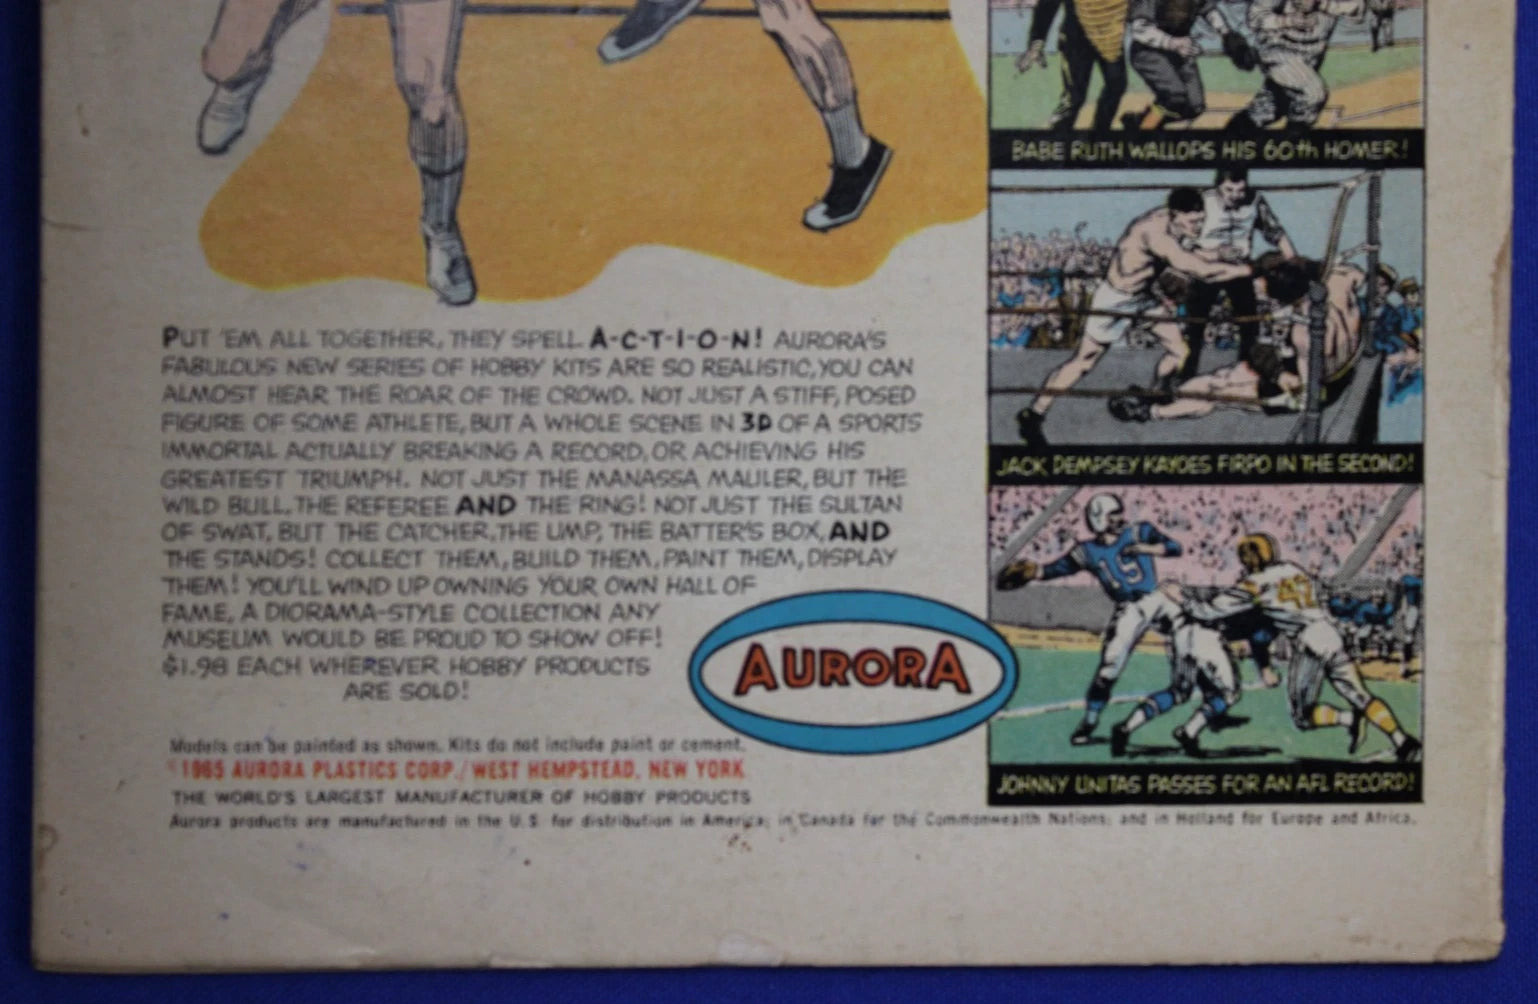 PUT 'EM ALL TOGETHER, THEY SPELL A-C-T-I-O-N! AURORA'S
FABULOUS NEW SERIES OF HOBBY KITS ARE SO REALISTIC, YOU CAN
ALMOST HEAR THE ROAR OF THE CROWD. NOT JUST A STIFF, POSED
FIGURE OF SOME ATHLETE, BUT A WHOLE SCENE IN 3D OF A SPORTS
IMMORTAL ACTUALLY BREAKING A RECORD, OR ACHIEVING HIS
GREATEST TRIUMPH. NOT JUST THE MANASSA MAULER, BUT THE
WILD BULL, THE REFEREE AND THE RING! NOT JUST THE SULTAN
OF SWAT, BUT THE CATCHER, THE UMP, THE BATTER'S BOX, AND
THE STANDS! COLLECT THEM, BUILD THEM, PAINT THEM, DISPLAY
THEM! YOU'LL WIND UP OWNING YOUR OWN HALL OF
FAME, A DIORAMA-STYLE COLLECTION ANY
MUSEUM WOULD BE PROUD TO SHOW OFF!
$1.98 EACH WHEREVER HOBBY PRODUCTS
ARE SOLD!
AURORA
Models can be painted as shown. Kits do not include paint or cement.
©1965 AURORA PLASTICS CORP./WEST HEMPSTEAD, NEW YORK
THE WORLD'S LARGEST MANUFACTURER OF HOBBY PRODUCTS
Aurora products are manufactured in the U.S. for distribution in America; in Canada for the Commonwealth Nations; and in Holland for Europe and Africa.
BABE RUTH WALLOPS HIS 60th HOMER!
JACK DEMPSEY KAYOES FIRPO IN THE SECOND!
15
42
JOHNNY UNITAS PASSES FOR AN AFL RECORD!